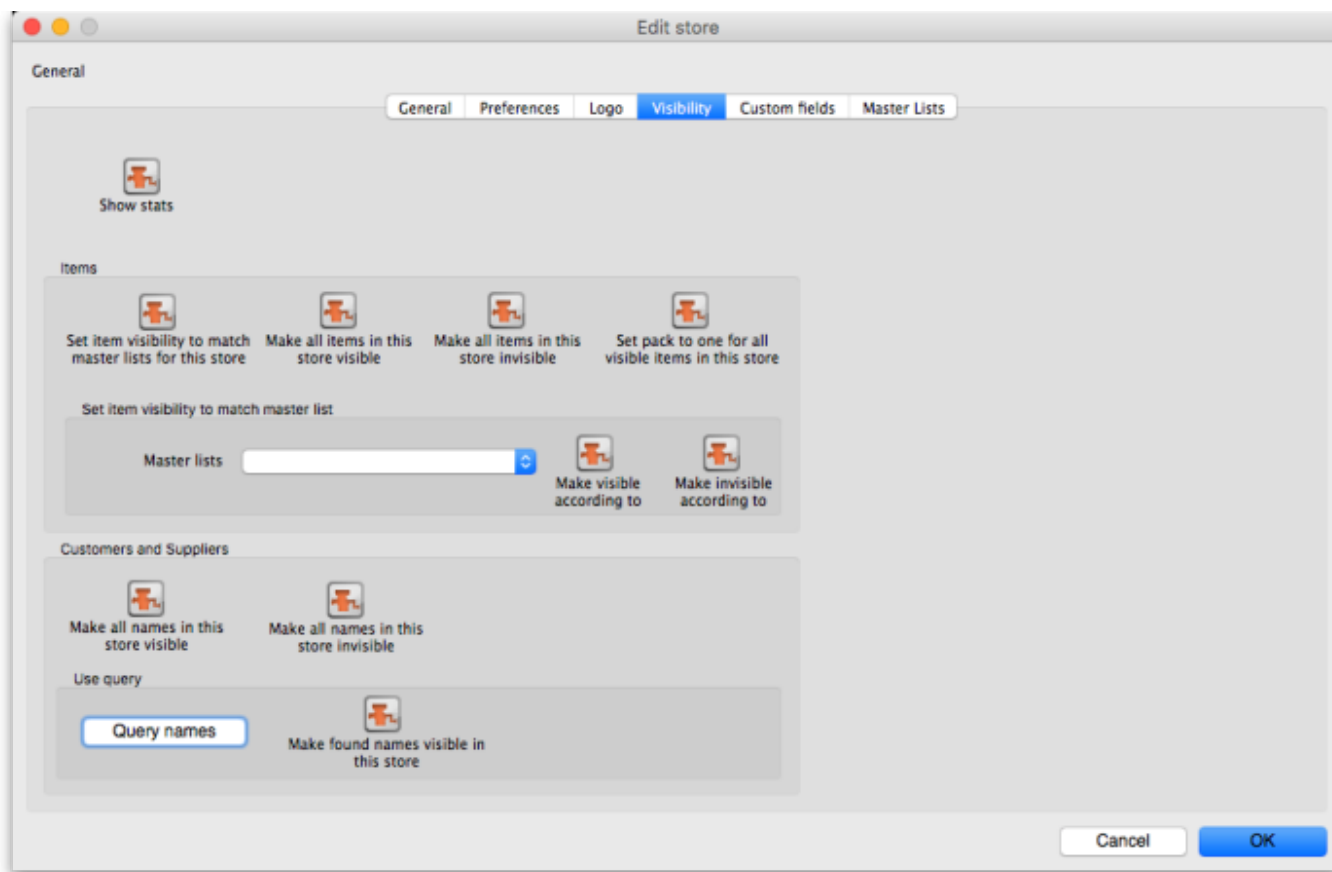 Edit store
General
General Preferences Logo Visibility Custom fields Master Lists
Show stats
Items
Set item visibility to match
master lists for this store
Make all items in this
store visible
Make all items in this
store invisible
Set pack to one for all
visible items in this store
Set item visibility to match master list
Master lists
Make visible
according to
Make invisible
according to
Customers and Suppliers
Make all names in this
store visible
Make all names in this
store invisible
Use query
Query names
Make found names visible in
this store
Cancel OK